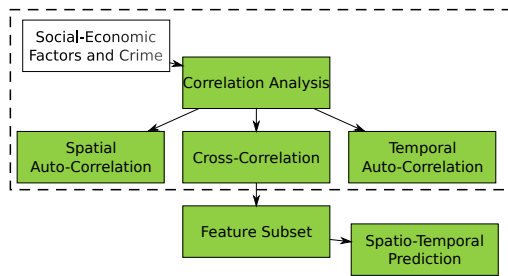 Social-Economic
Factors and Crime
Correlation Analysis
Spatial
Auto-Correlation
Cross-Correlation
Temporal
Auto-Correlation
Feature Subset
Spatio-Temporal
Prediction